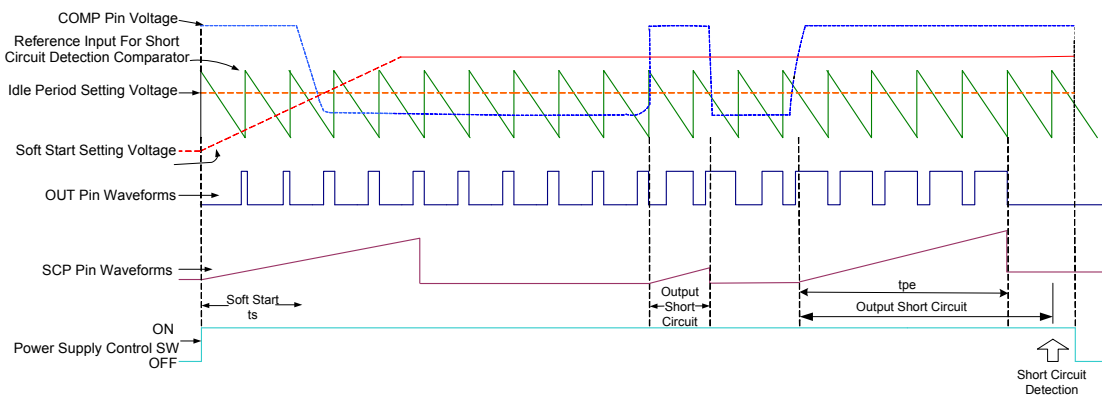 COMP Pin Voltage
Reference Input For Short
Circuit Detection Comparator
Idle Period Setting Voltage
Soft Start Setting Voltage
OUT Pin Waveforms
SCP Pin Waveforms
Soft Start
ts
Output
Short
Circuit
tpe
Output Short Circuit
ON
Power Supply Control SW
OFF
Short Circuit
Detection